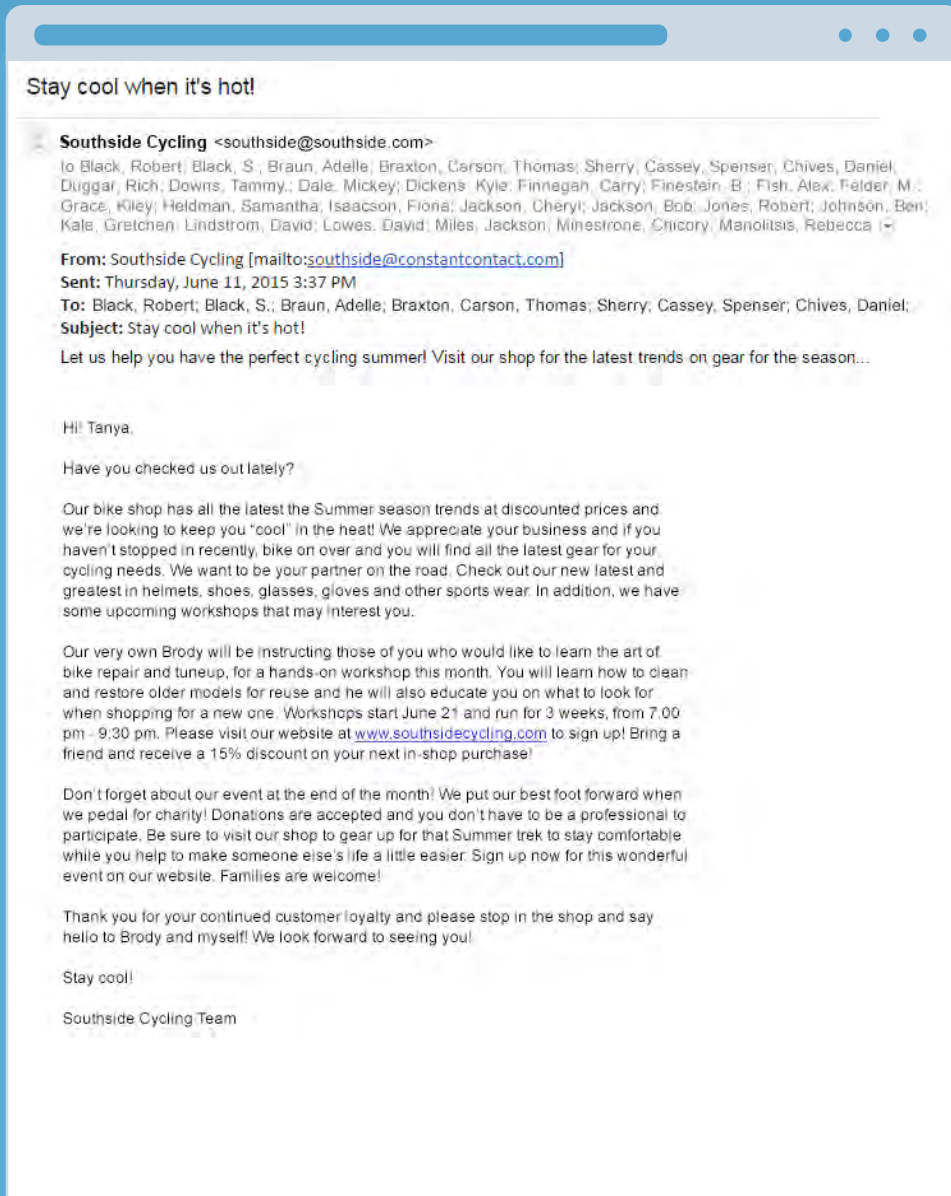 Stay cool when it's hot!
Southside Cycling <southside@southside.com>
to Black, Robert; Black, S.; Braun, Adelle; Braxton, Carson, Thomas; Sherry, Cassey, Spenser, Chives, Daniel;
Duggar, Rich; Downs, Tammy; Dale, Mickey; Dickens, Kyle; Finnegan, Carry; Finestein, B.; Fish, Alex; Felder, M.;
Grace, Kiley; Heldman, Samantha, Isaacson, Fiona; Jackson, Cheryl; Jackson, Bob; Jones, Robert; Johnson, Ben;
Kale, Gretchen; Lindstrom, David; Lowes, David; Miles, Jackson, Minestrone, Chicory, Manolitsis, Rebecca
From: Southside Cycling [mailto:southside@constantcontact.com]
Sent: Thursday, June 11, 2015 3:37 PM
To: Black, Robert; Black, S.; Braun, Adelle; Braxton, Carson, Thomas; Sherry, Cassey, Spenser; Chives, Daniel;
Subject: Stay cool when it's hot!
Let us help you have the perfect cycling summer! Visit our shop for the latest trends on gear for the season...
Hi! Tanya,
Have you checked us out lately?
Our bike shop has all the latest the Summer season trends at discounted prices and
we're looking to keep you “cool” in the heat! We appreciate your business and if you
haven't stopped in recently, bike on over and you will find all the latest gear for your
cycling needs. We want to be your partner on the road. Check out our new latest and
greatest in helmets, shoes, glasses, gloves and other sports wear. In addition, we have
some upcoming workshops that may interest you.
Our very own Brody will be instructing those of you who would like to learn the art of
bike repair and tuneup, for a hands-on workshop this month. You will learn how to clean
and restore older models for reuse and he will also educate you on what to look for
when shopping for a new one. Workshops start June 21 and run for 3 weeks, from 7:00
pm - 9:30 pm. Please visit our website at www.southsidecycling.com to sign up! Bring a
friend and receive a 15% discount on your next in-shop purchase!
Don't forget about our event at the end of the month! We put our best foot forward when
we pedal for charity! Donations are accepted and you don't have to be a professional to
participate. Be sure to visit our shop to gear up for that Summer trek to stay comfortable
while you help to make someone else's life a little easier. Sign up now for this wonderful
event on our website. Families are welcome!
Thank you for your continued customer loyalty and please stop in the shop and say
hello to Brody and myself! We look forward to seeing you!
Stay cool!
Southside Cycling Team